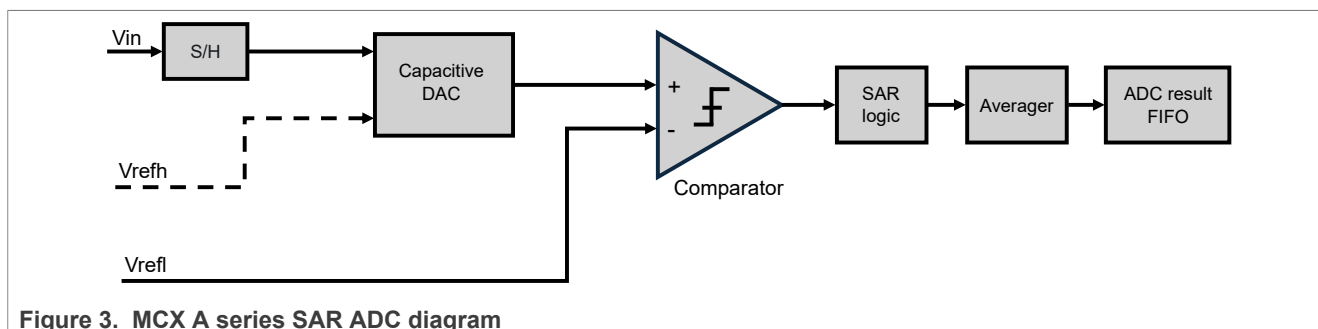 Vin
S/H
Capacitive
DAC
Vrefh
Vrefl
+
-
Comparator
SAR
logic
Averager
ADC result
FIFO
Figure 3. MCX A series SAR ADC diagram